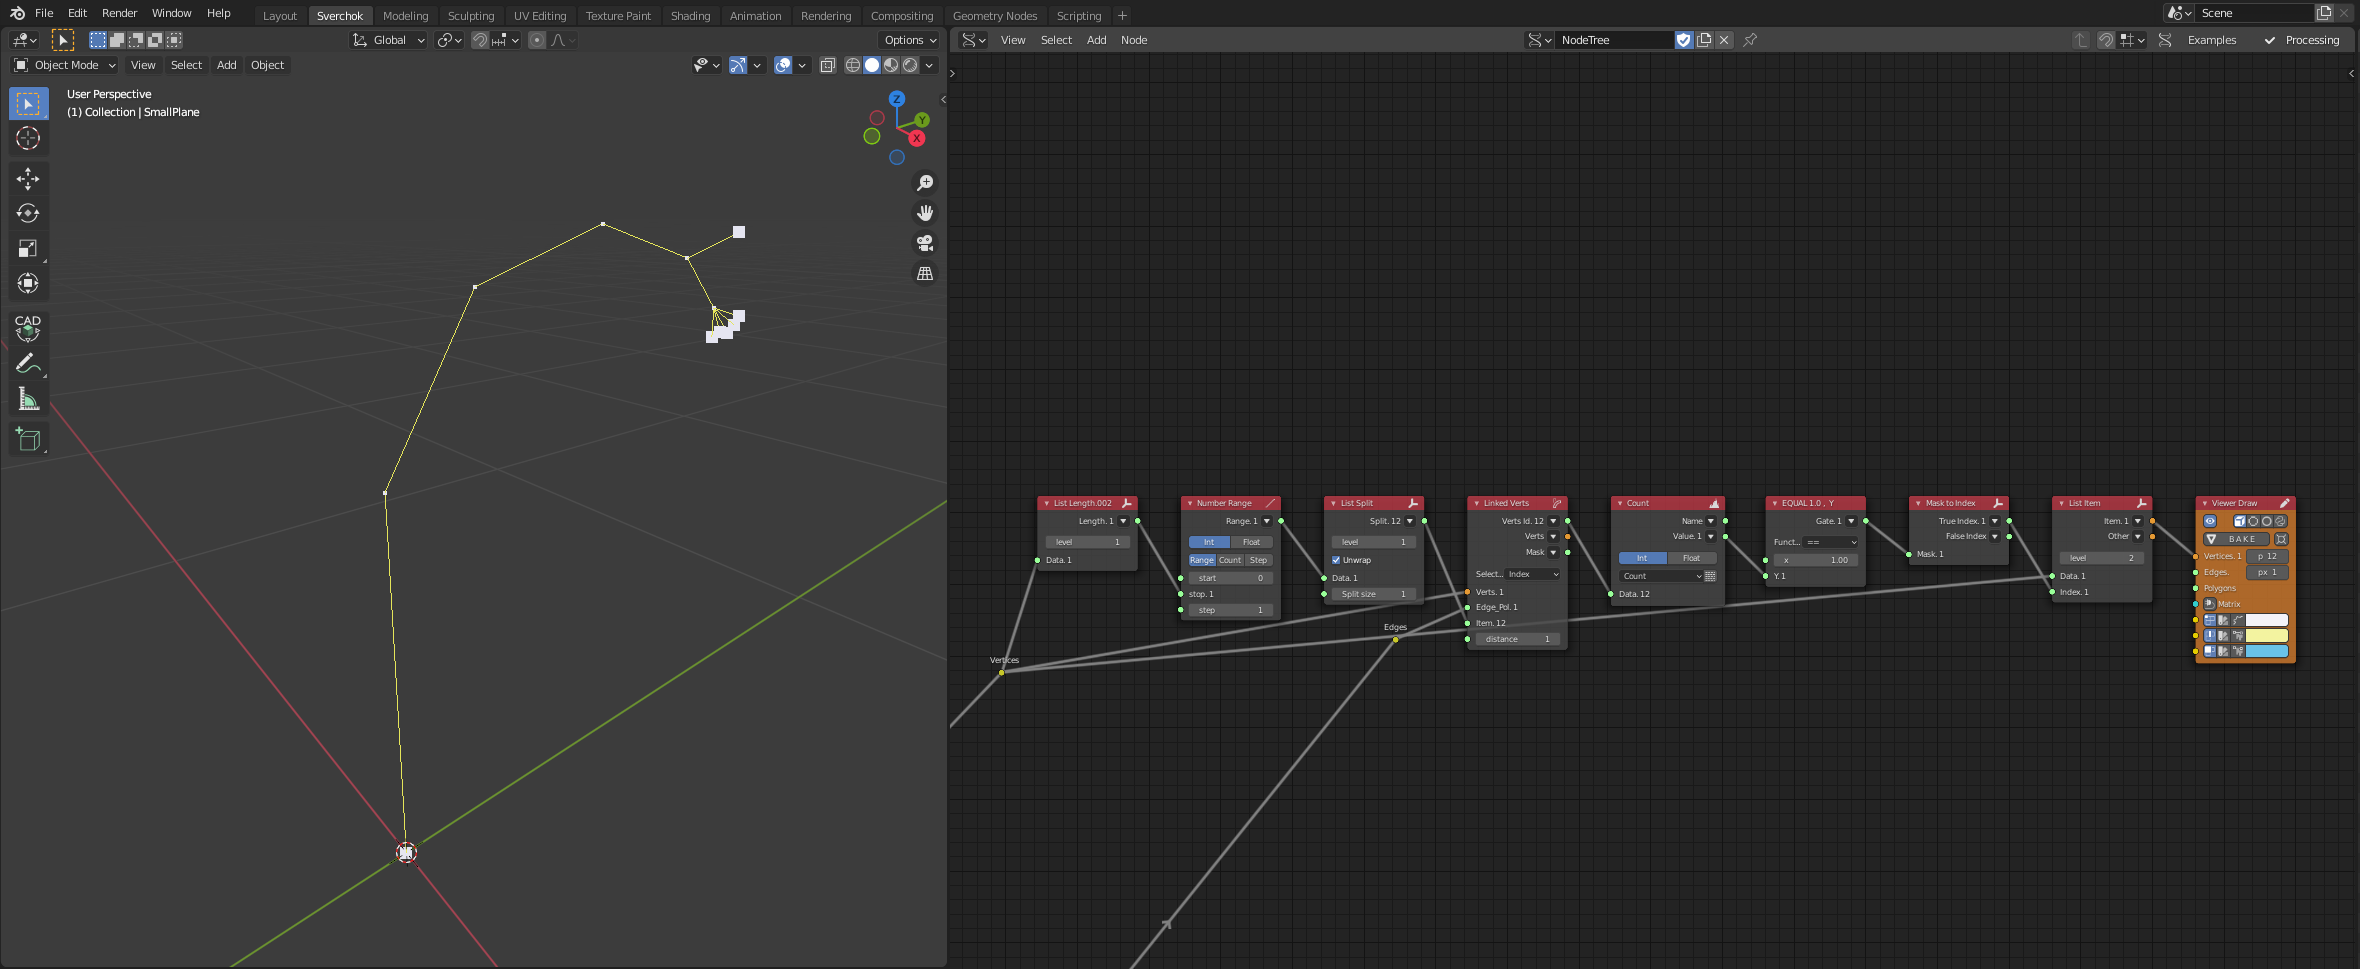 File Edit Render Window Help
Layout Sverchok Modeling Sculpting UV Editing Texture Paint Shading Animation Rendering Compositing Geometry Nodes Scripting +
Scene
Global
Options
View Select Add Node
NodeTree
Examples Processing
Object Mode View Select Add Object
User Perspective
(1) Collection | SmallPlane
Z
Y
X
CAD
List Length.002
Length. 1
level 1
Data. 1
Number Range
Range. 1
Int Float
Range Count Step
start 0
stop. 1
step 1
List Split
Split. 12
level 1
Unwrap
Data. 1
Split size 1
Linked Verts
Verts Id. 12
Verts
Mask
Select... Index
Verts. 1
Edge_Pol. 1
Item. 12
distance 1
Count
Name
Value. 1
Int Float
Count
Data. 12
EQUAL 1.0 , Y
Gate. 1
Funct... ==
x 1.00
Y. 1
Mask to Index
True Index. 1
False Index
Mask. 1
List Item
Item. 1
Other
level 2
Data. 1
Index. 1
Viewer Draw
BAKE
Vertices. 1 p 12
Edges. px 1
Polygons
Matrix
Edges
Vertices